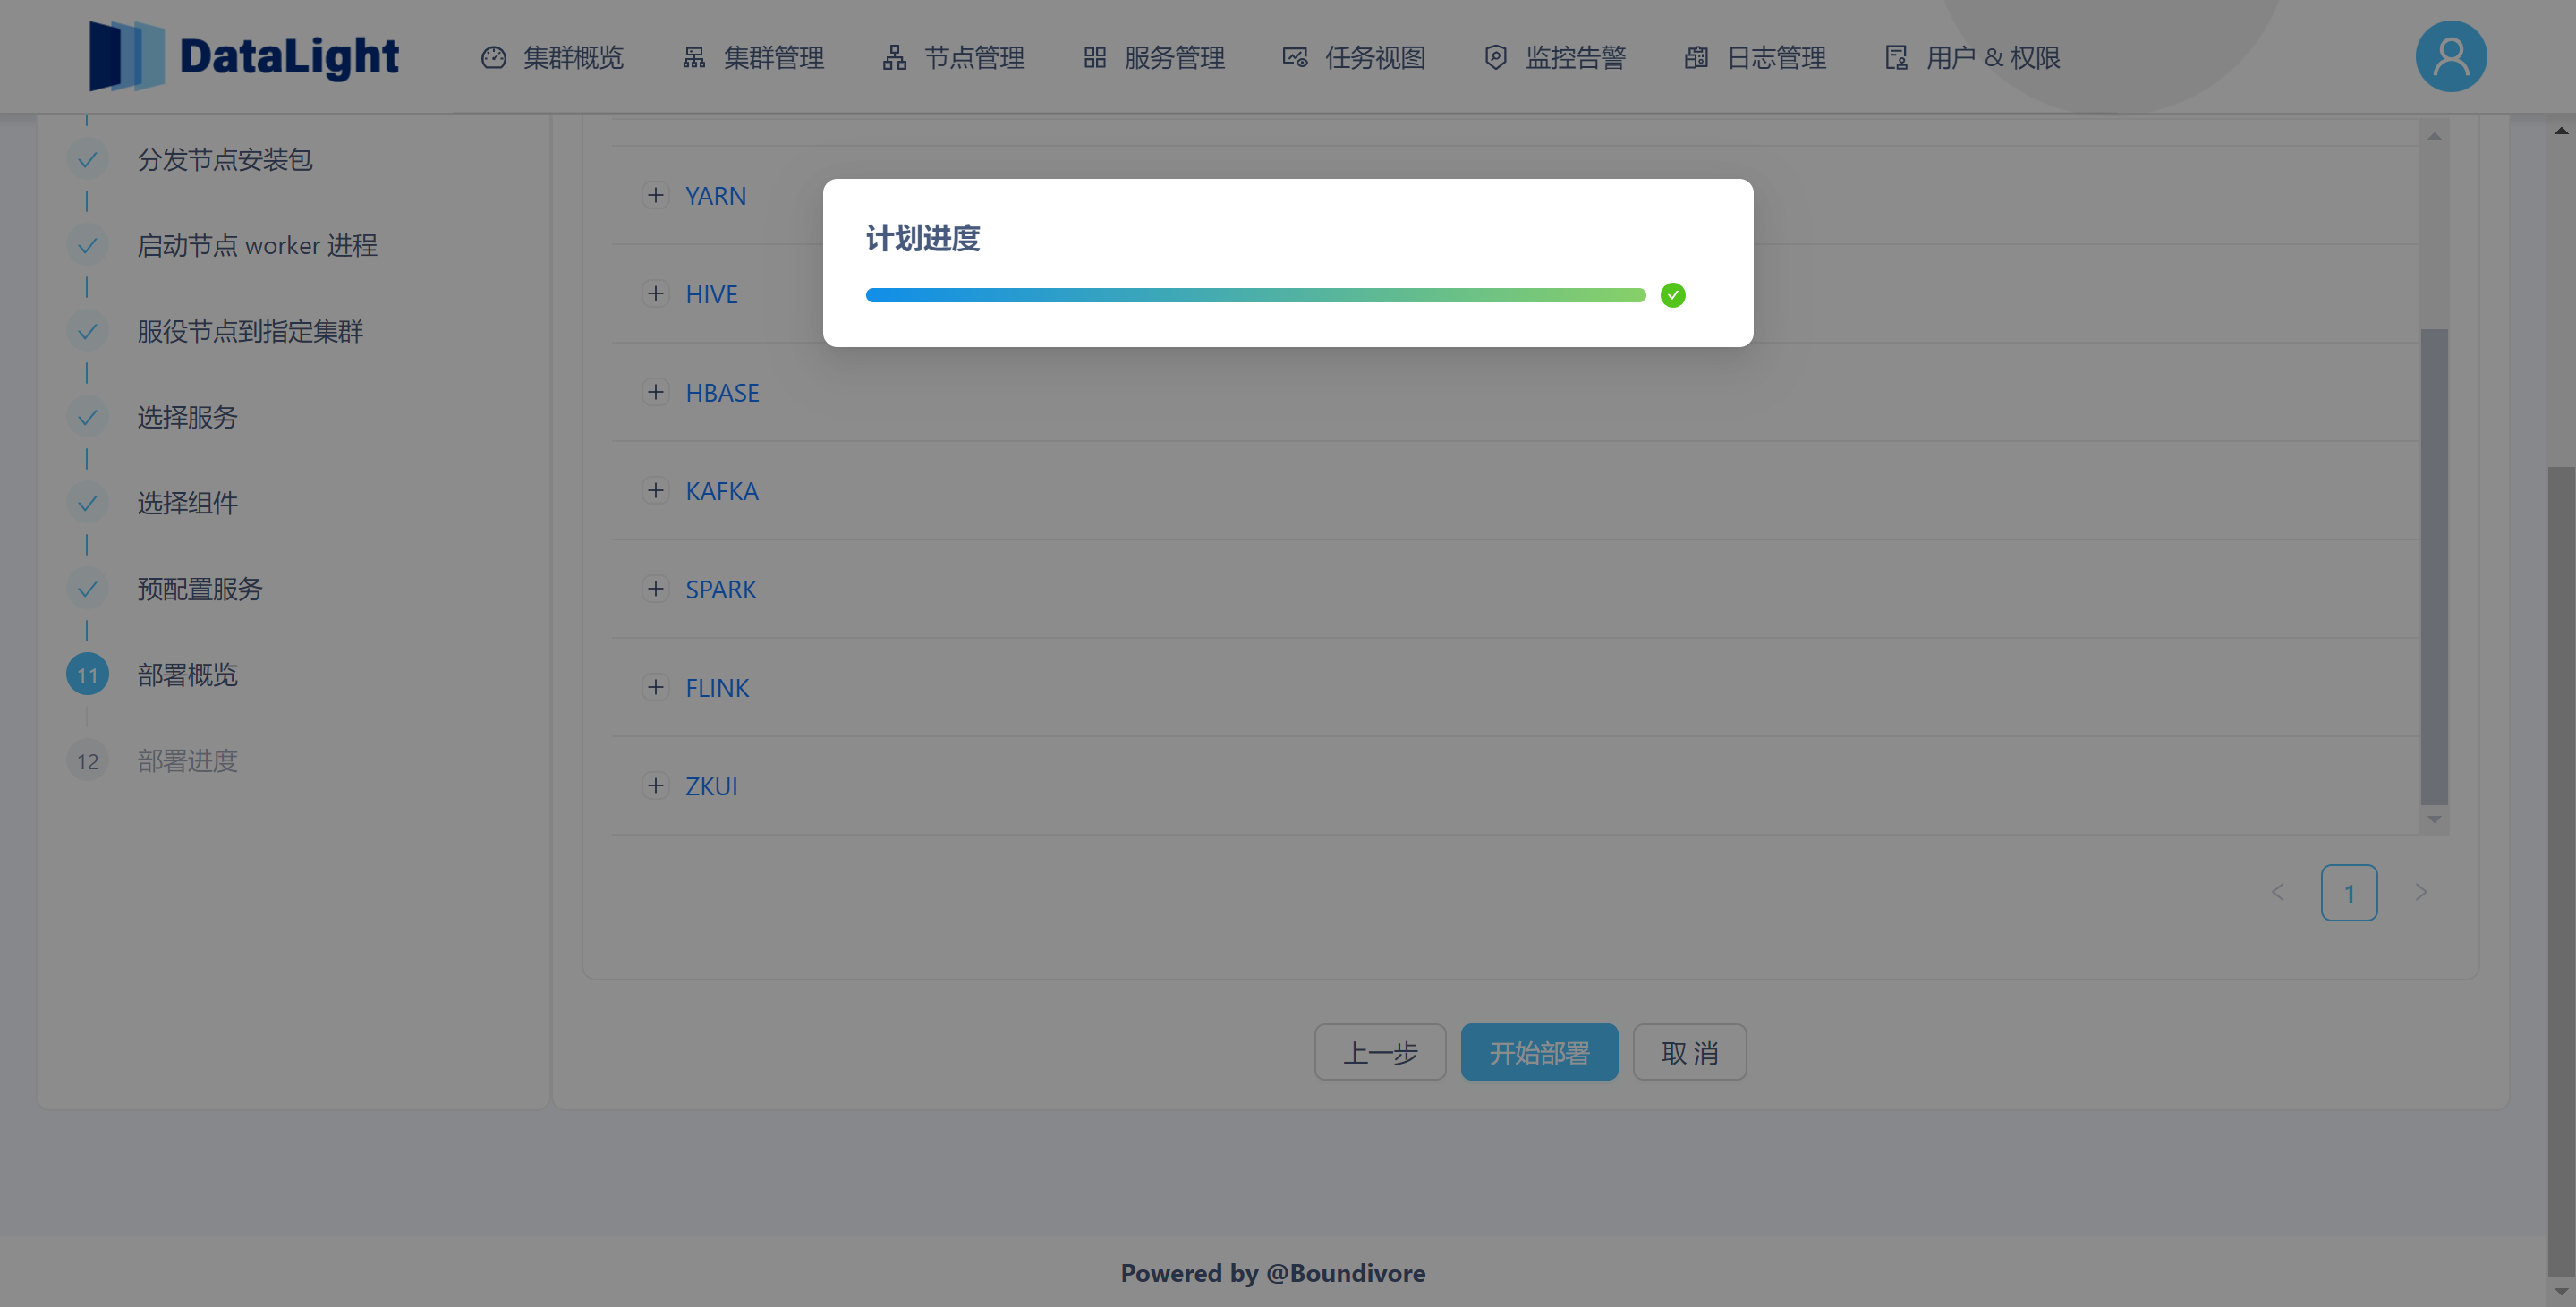 DataLight
集群概览
集群管理
节点管理
服务管理
任务视图
监控告警
日志管理
用户 & 权限
分发节点安装包
启动节点 worker 进程
服役节点到指定集群
选择服务
选择组件
预配置服务
11 部署概览
12 部署进度
YARN
计划进度
HIVE
HBASE
KAFKA
SPARK
FLINK
ZKUI
1
上一步
开始部署
取 消
Powered by @Boundivore